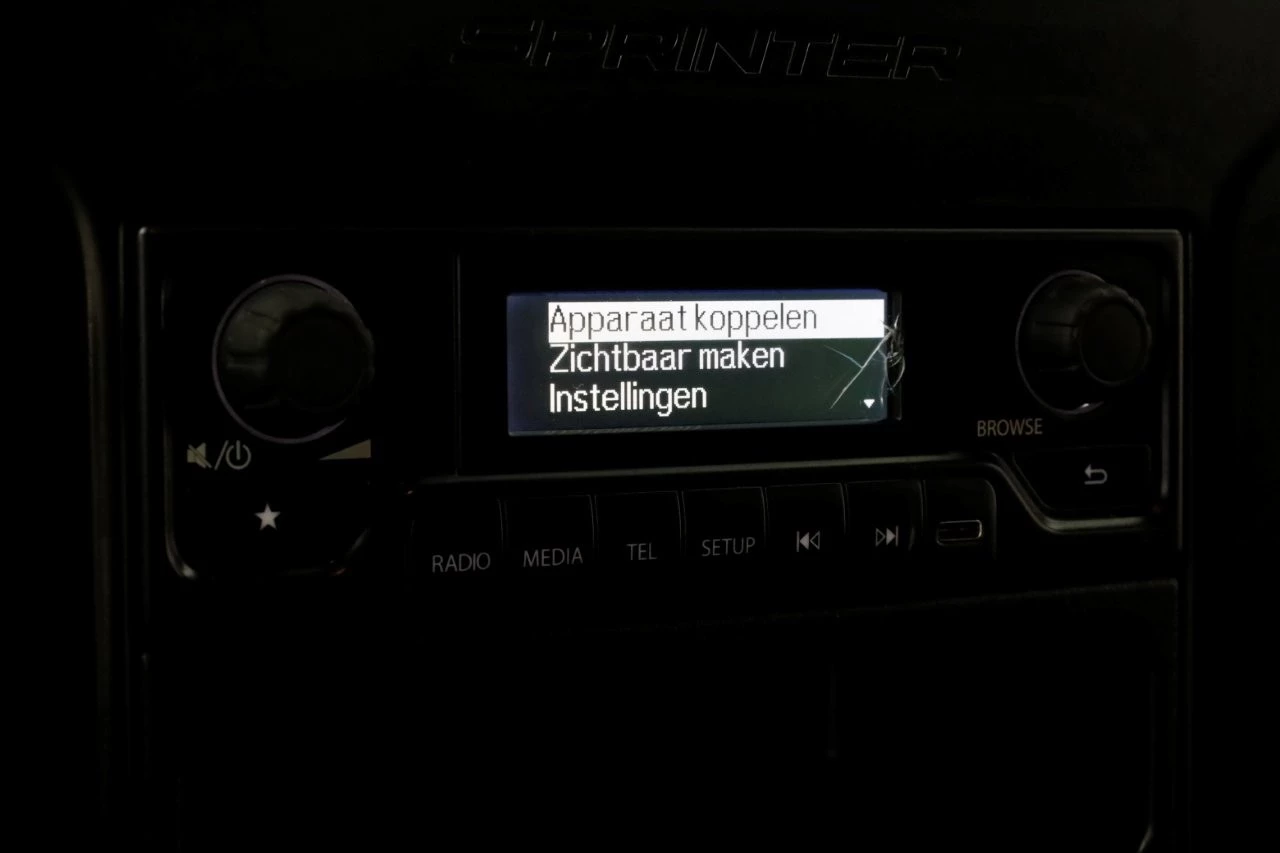 SPRINTER
Apparaat koppelen
Zichtbaar maken
Instellingen
BROWSE
RADIO MEDIA TEL SETUP